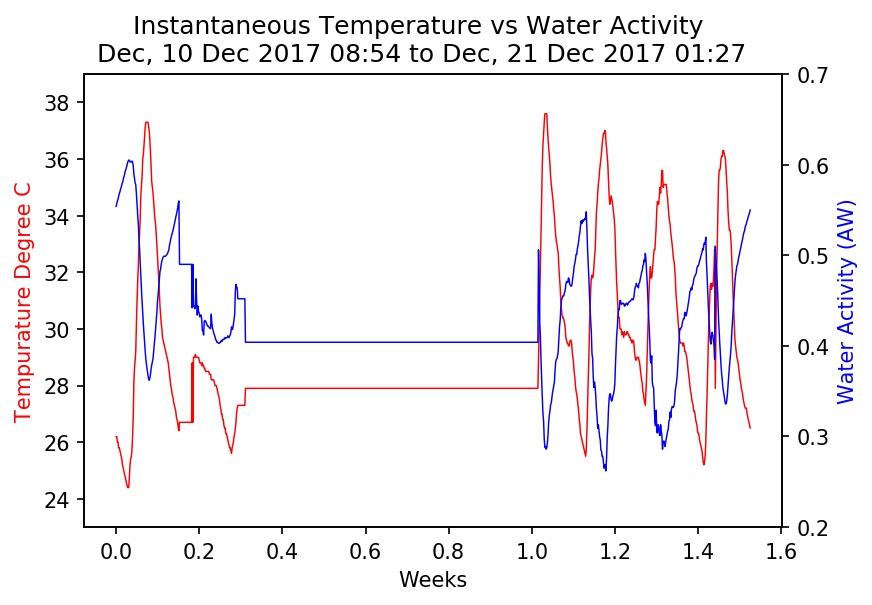 Instantaneous Temperature vs Water Activity
Dec, 10 Dec 2017 08:54 to Dec, 21 Dec 2017 01:27
Tempurature Degree C
38
36
34
32
30
28
26
24
0.7
0.6
0.5
0.4
0.3
0.2
Water Activity (AW)
0.0 0.2 0.4 0.6 0.8 1.0 1.2 1.4 1.6
Weeks